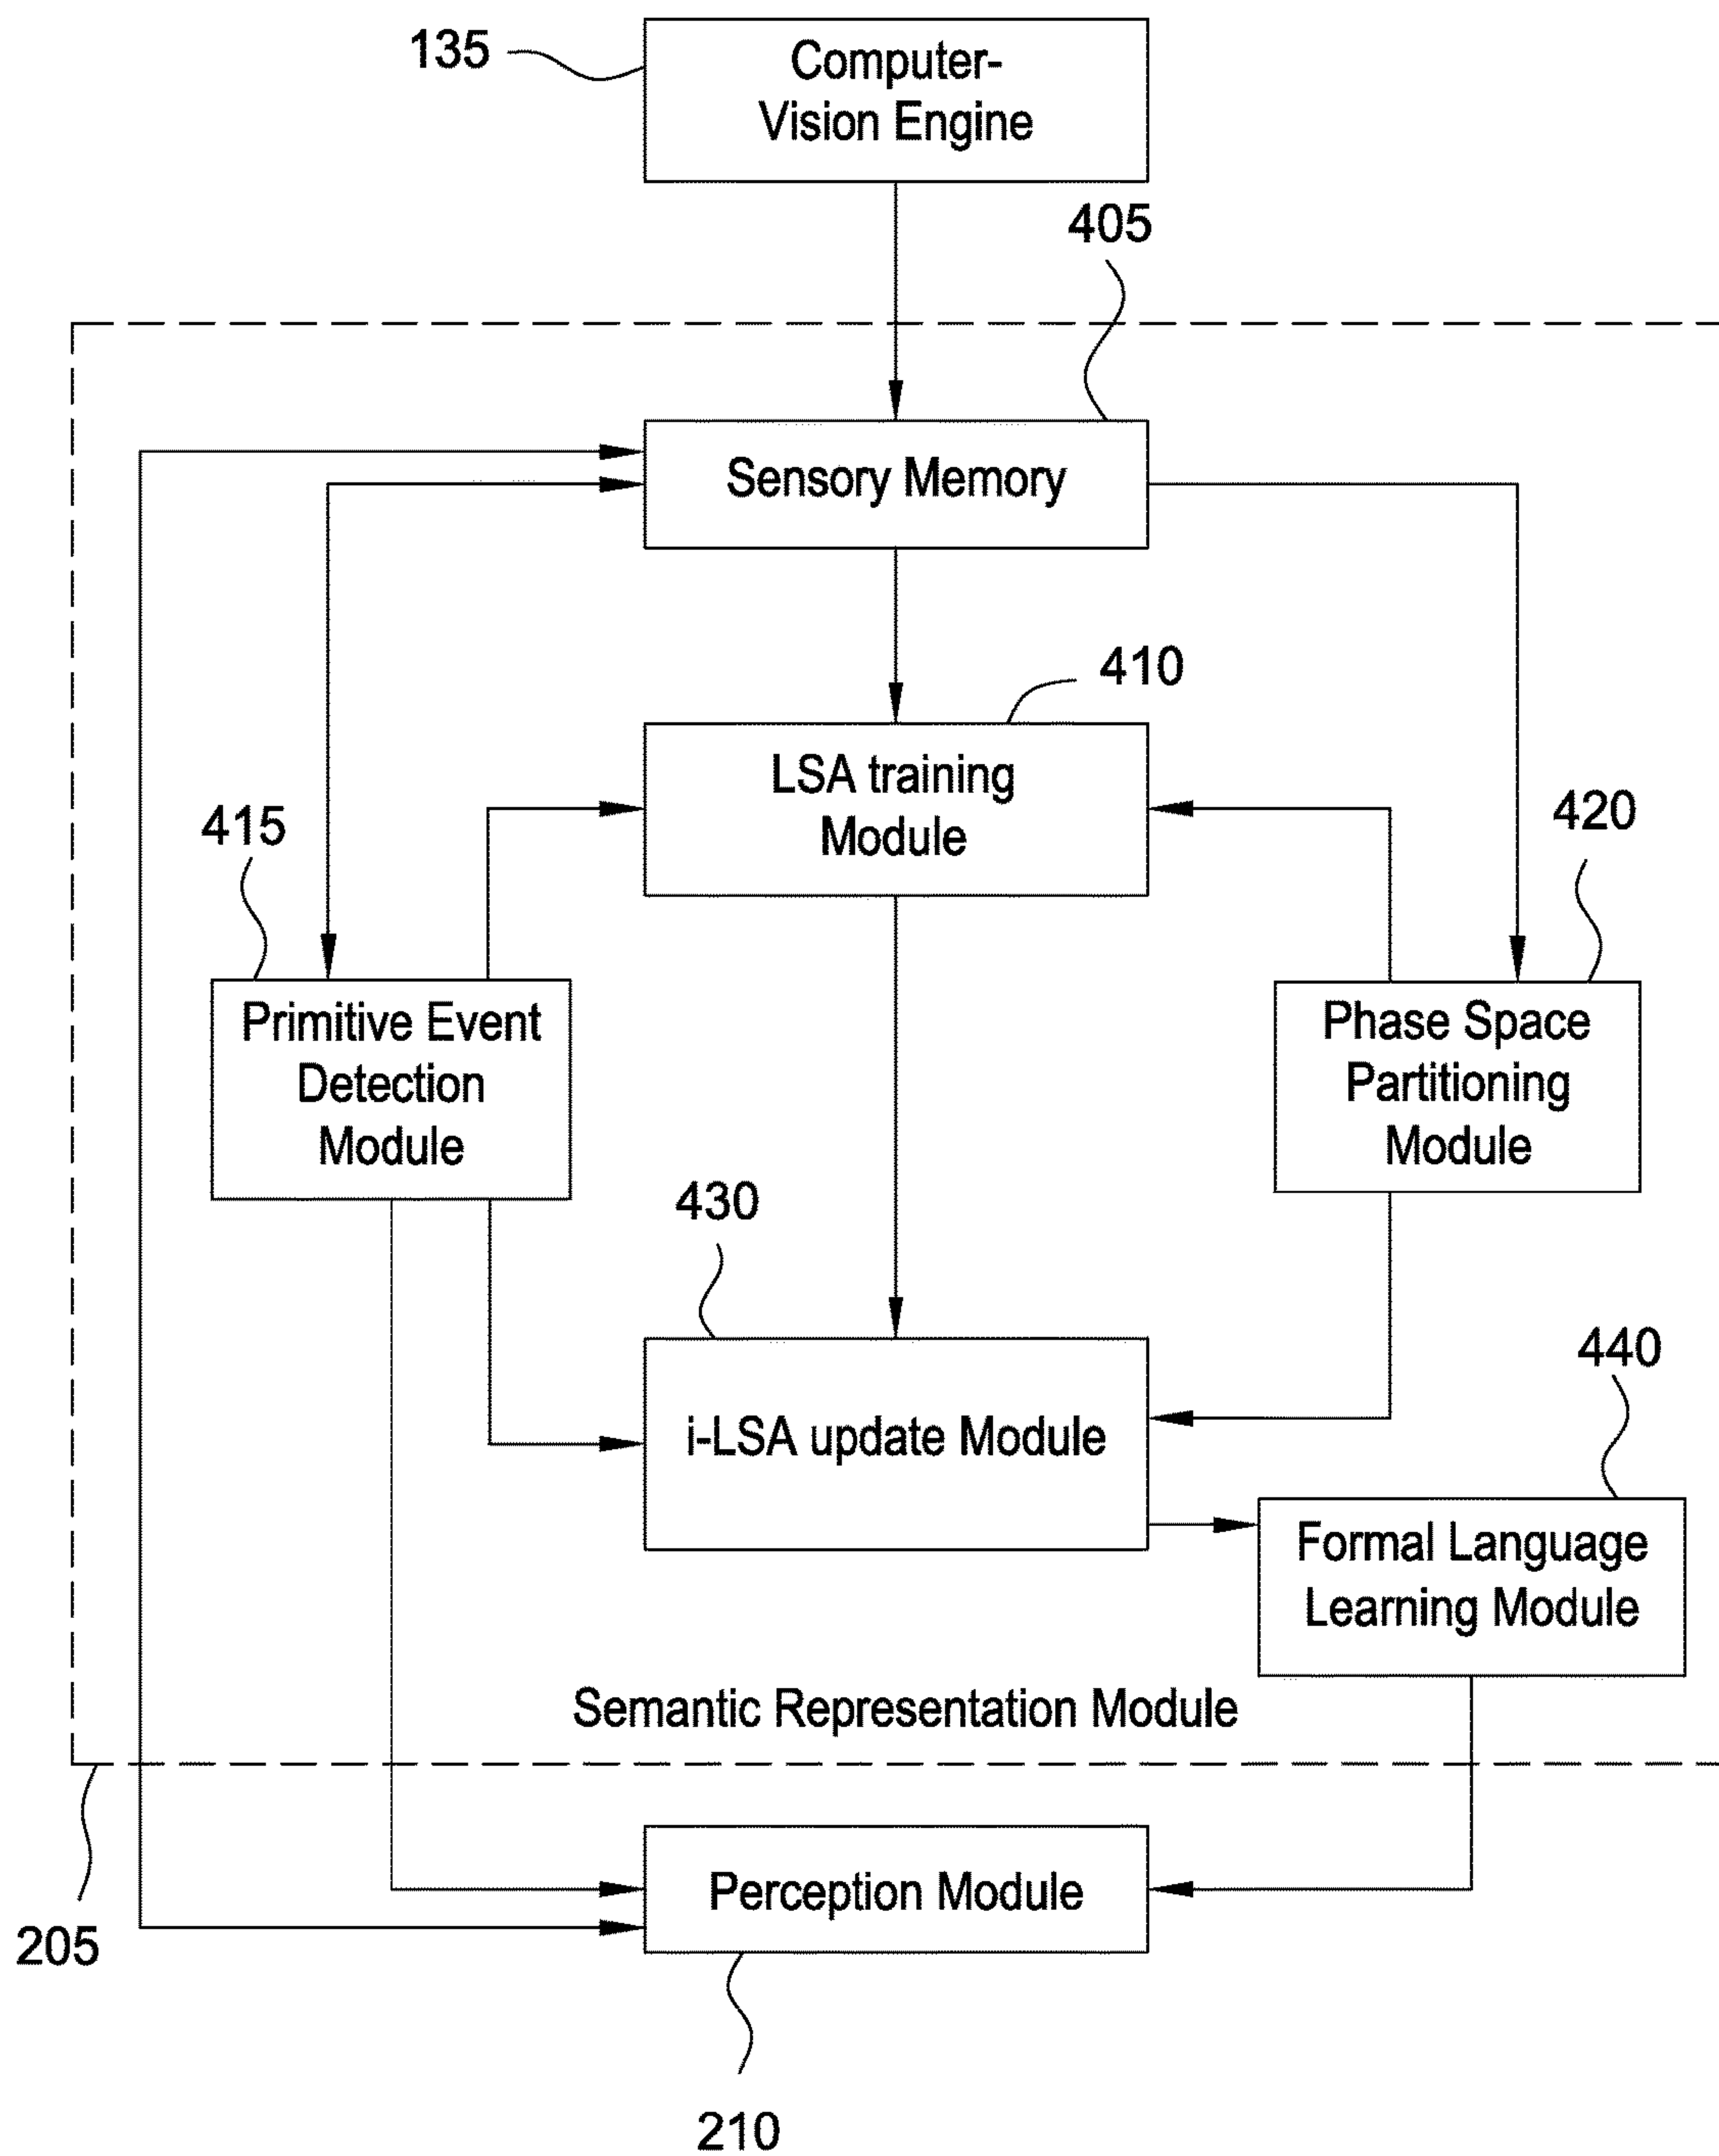 135
Computer-
Vision Engine
405
Sensory Memory
410
LSA training
Module
415
420
Primitive Event
Detection
Module
Phase Space
Partitioning
Module
430
i-LSA update Module
440
Formal Language
Learning Module
Semantic Representation Module
205
Perception Module
210